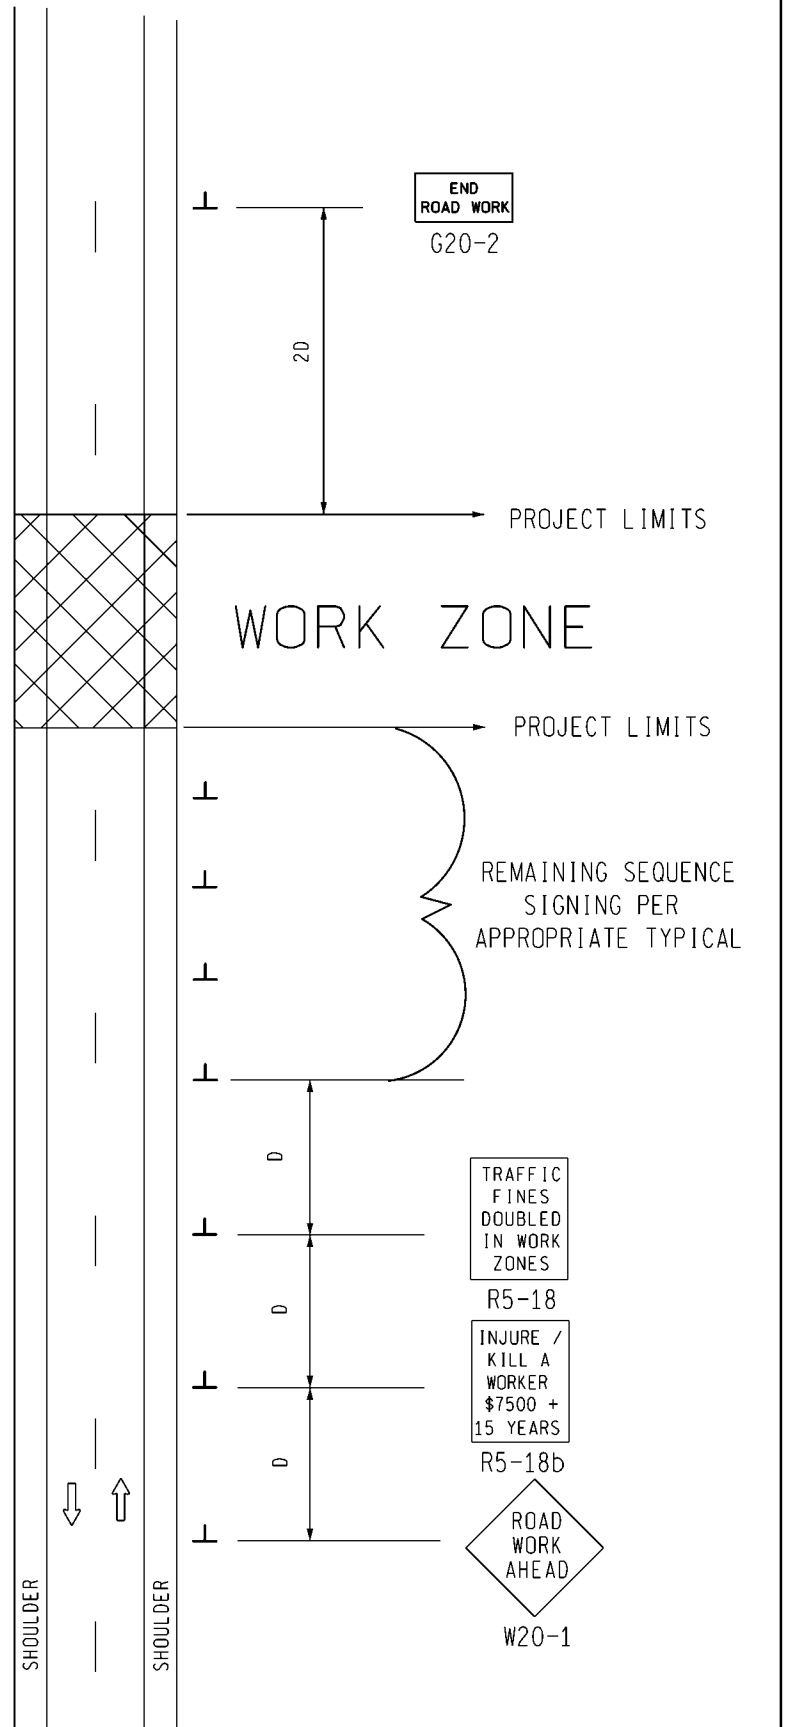 END
ROAD WORK
G20-2
2D
PROJECT LIMITS
WORK ZONE
PROJECT LIMITS
REMAINING SEQUENCE
SIGNING PER
APPROPRIATE TYPICAL
D
TRAFFIC
FINES
DOUBLED
IN WORK
ZONES
R5-18
D
INJURE /
KILL A
WORKER
$7500 +
15 YEARS
R5-18b
D
ROAD
WORK
AHEAD
W20-1
SHOULDER
SHOULDER